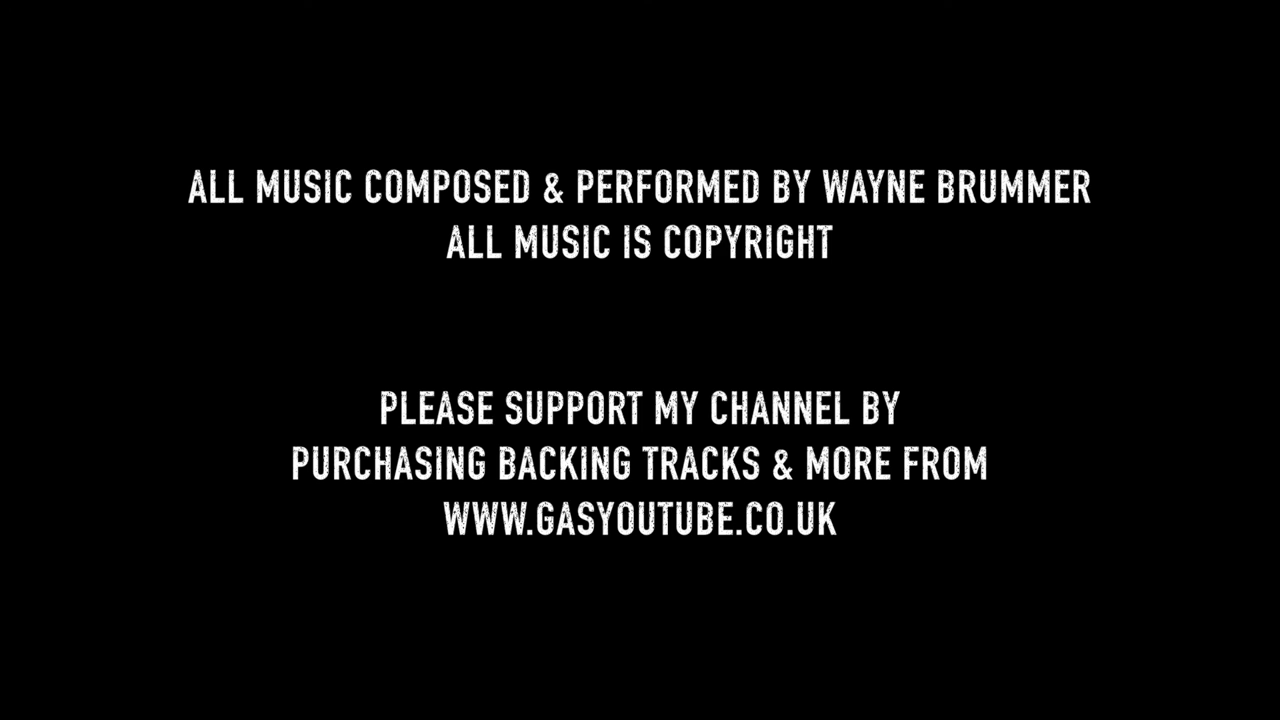 ALL MUSIC COMPOSED & PERFORMED BY WAYNE BRUMMER
ALL MUSIC IS COPYRIGHT
PLEASE SUPPORT MY CHANNEL BY
PURCHASING BACKING TRACKS & MORE FROM
WWW.GASYOUTUBE.CO.UK